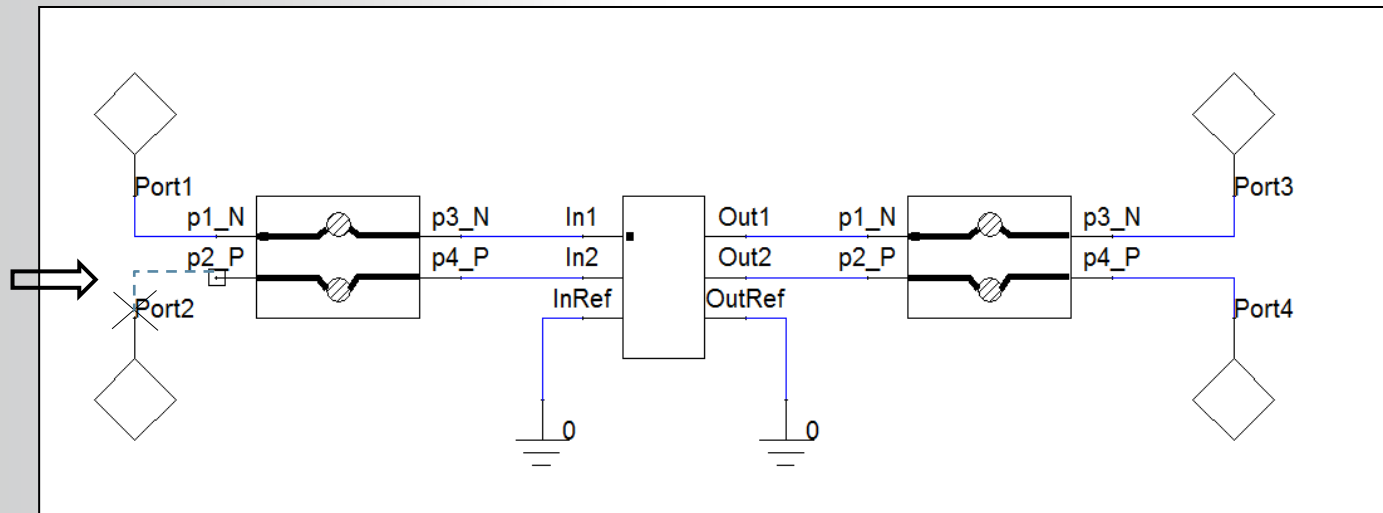 Port1
Port3
p1_N
p3_N
In1
Out1
p1_N
p3_N
p2_P
p4_P
In2
Out2
p2_P
p4_P
Port2
InRef
OutRef
Port4
0
0